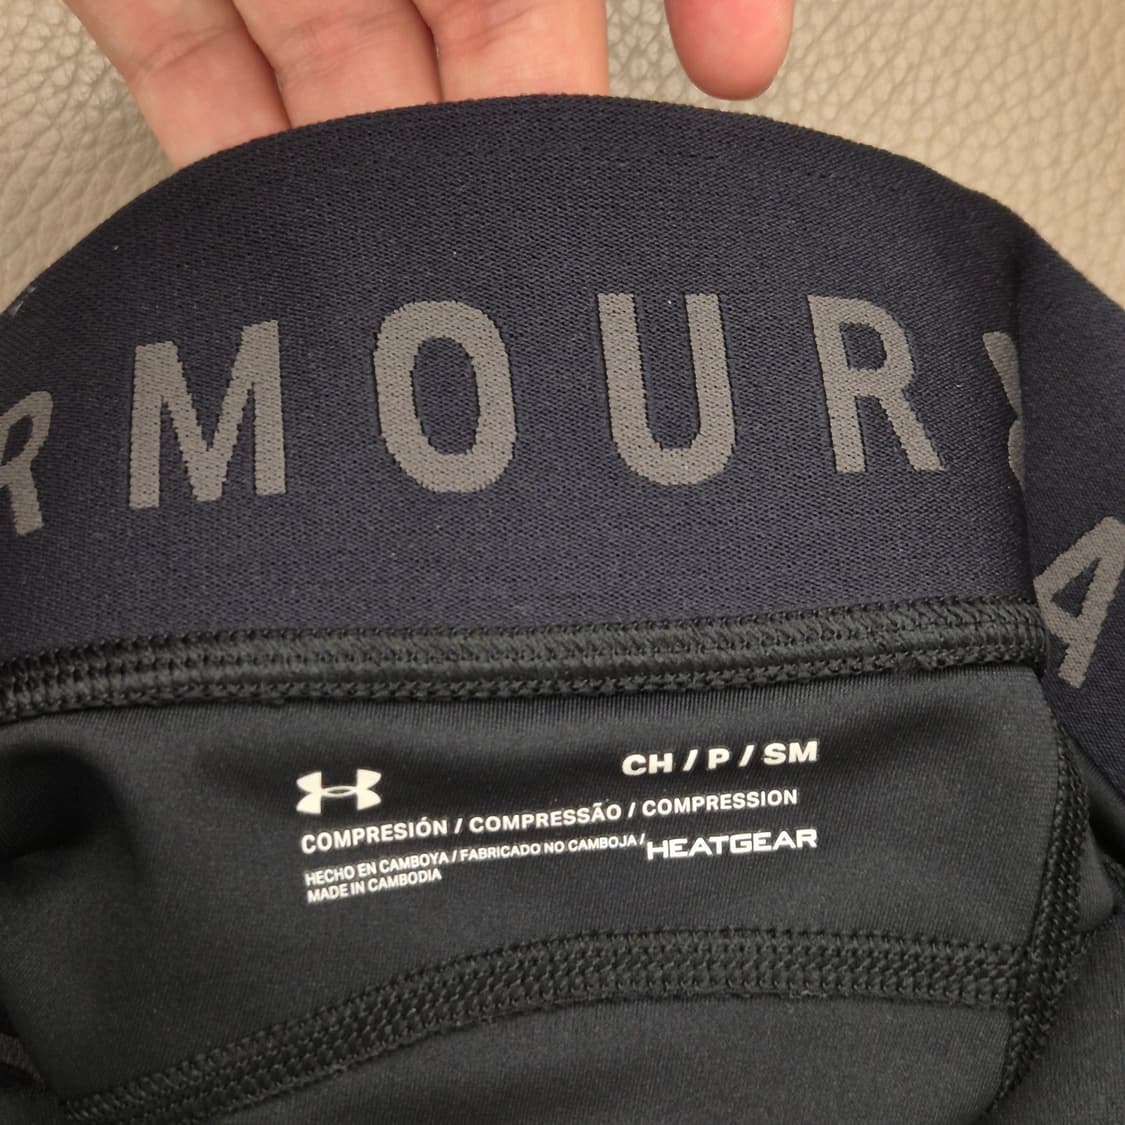 RMOUR
A
CH / P / SM
COMPRESIÓN / COMPRESSÃO / COMPRESSION
HECHO EN CAMBOYA / FABRICADO NO CAMBOJA /
MADE IN CAMBODIA
HEATGEAR